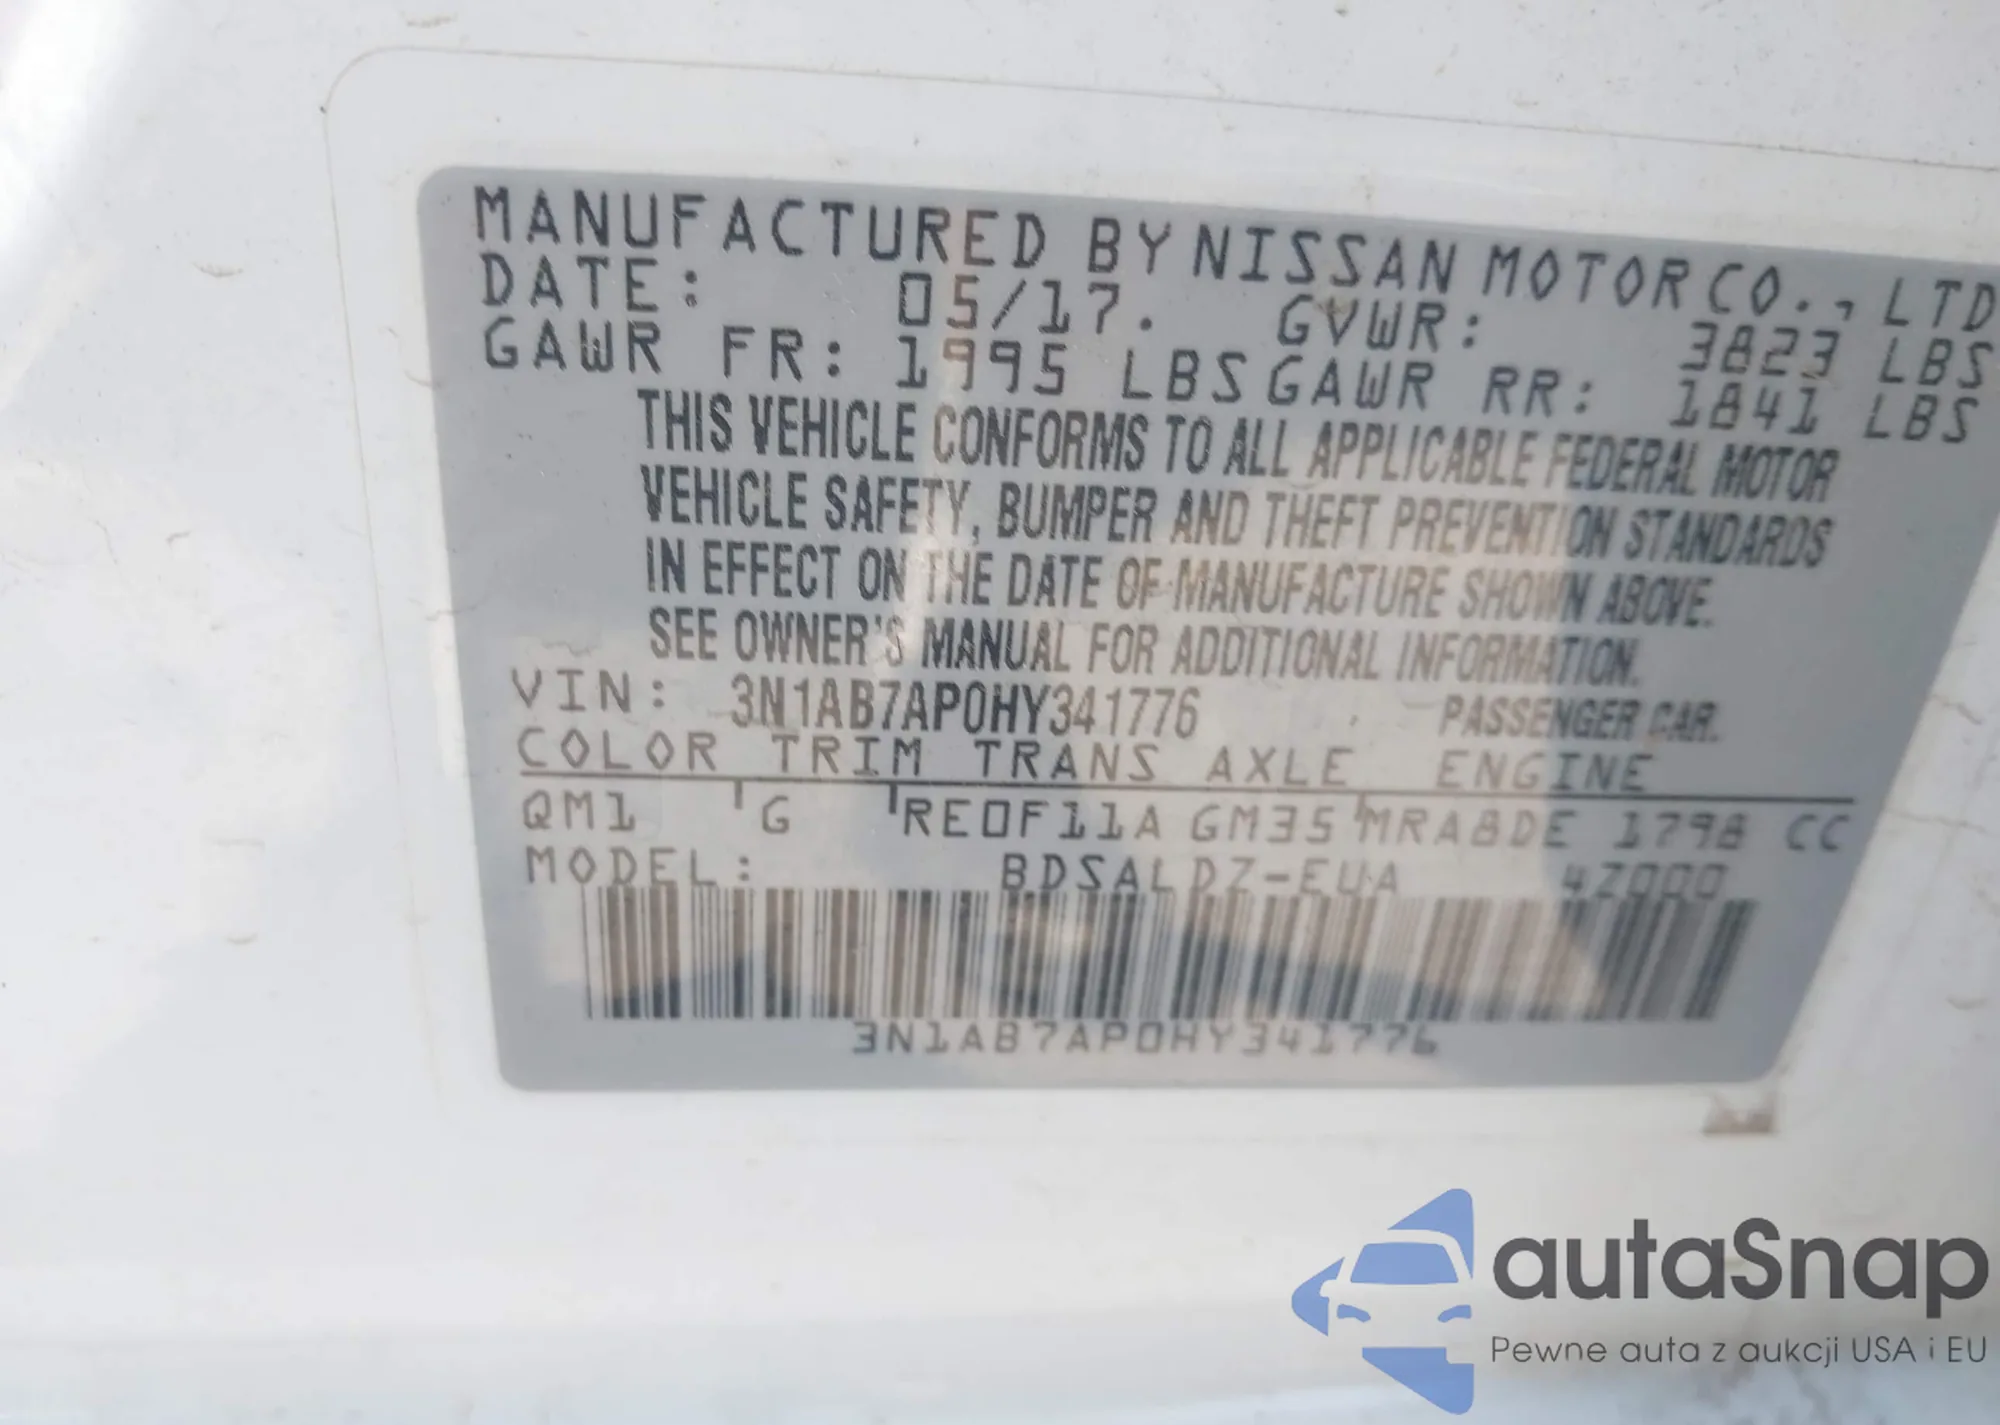 MANUFACTURED BY NISSAN MOTOR CO., LTD
DATE: 05/17. GVWR: 3823 LBS
GAWR FR: 1995 LBS GAWR RR: 1841 LBS
THIS VEHICLE CONFORMS TO ALL APPLICABLE FEDERAL MOTOR
VEHICLE SAFETY, BUMPER AND THEFT PREVENTION STANDARDS
IN EFFECT ON THE DATE OF MANUFACTURE SHOWN ABOVE.
SEE OWNER'S MANUAL FOR ADDITIONAL INFORMATION.
VIN: 3N1AB7AP0HY341776 PASSENGER CAR.
COLOR TRIM TRANS AXLE ENGINE
QM1 G RE0F11A GM35 MRA8DE 1798 CC
MODEL: BDSALDZ-EUA 4Z000
3N1AB7AP0HY341776
autaSnap
Pewne auta z aukcji USA i EU